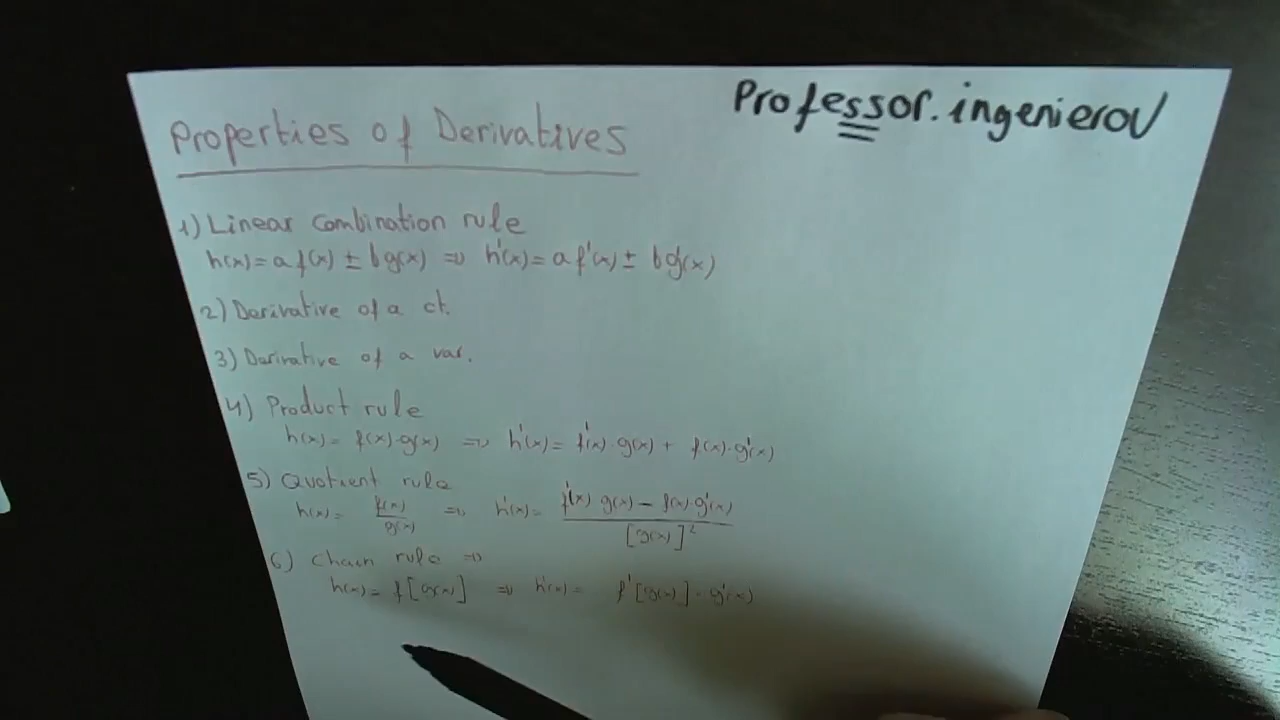 Professor.ingenieroU
Properties of Derivatives
1) Linear combination rule
h(x) = a f(x) ± b g(x) ⇒ h'(x) = a f'(x) ± b g'(x)
2) Derivative of a ct.
3) Derivative of a var.
4) Product rule
h(x) = f(x)·g(x) ⇒ h'(x) = f'(x)·g(x) + f(x)·g'(x)
5) Quotient rule
h(x) = f(x)/g(x) ⇒ h'(x) = f'(x)·g(x) − f(x)·g'(x) / [g(x)]²
6) Chain rule ⇒
h(x) = f[g(x)] ⇒ h'(x) = f'[g(x)]·g'(x)